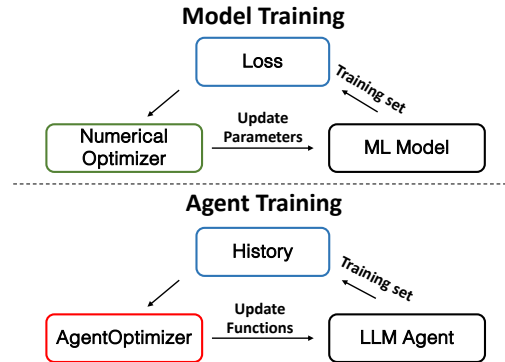 Model Training
Loss
Training set
Update
Parameters
Numerical
Optimizer
ML Model
Agent Training
History
Training set
Update
Functions
AgentOptimizer
LLM Agent